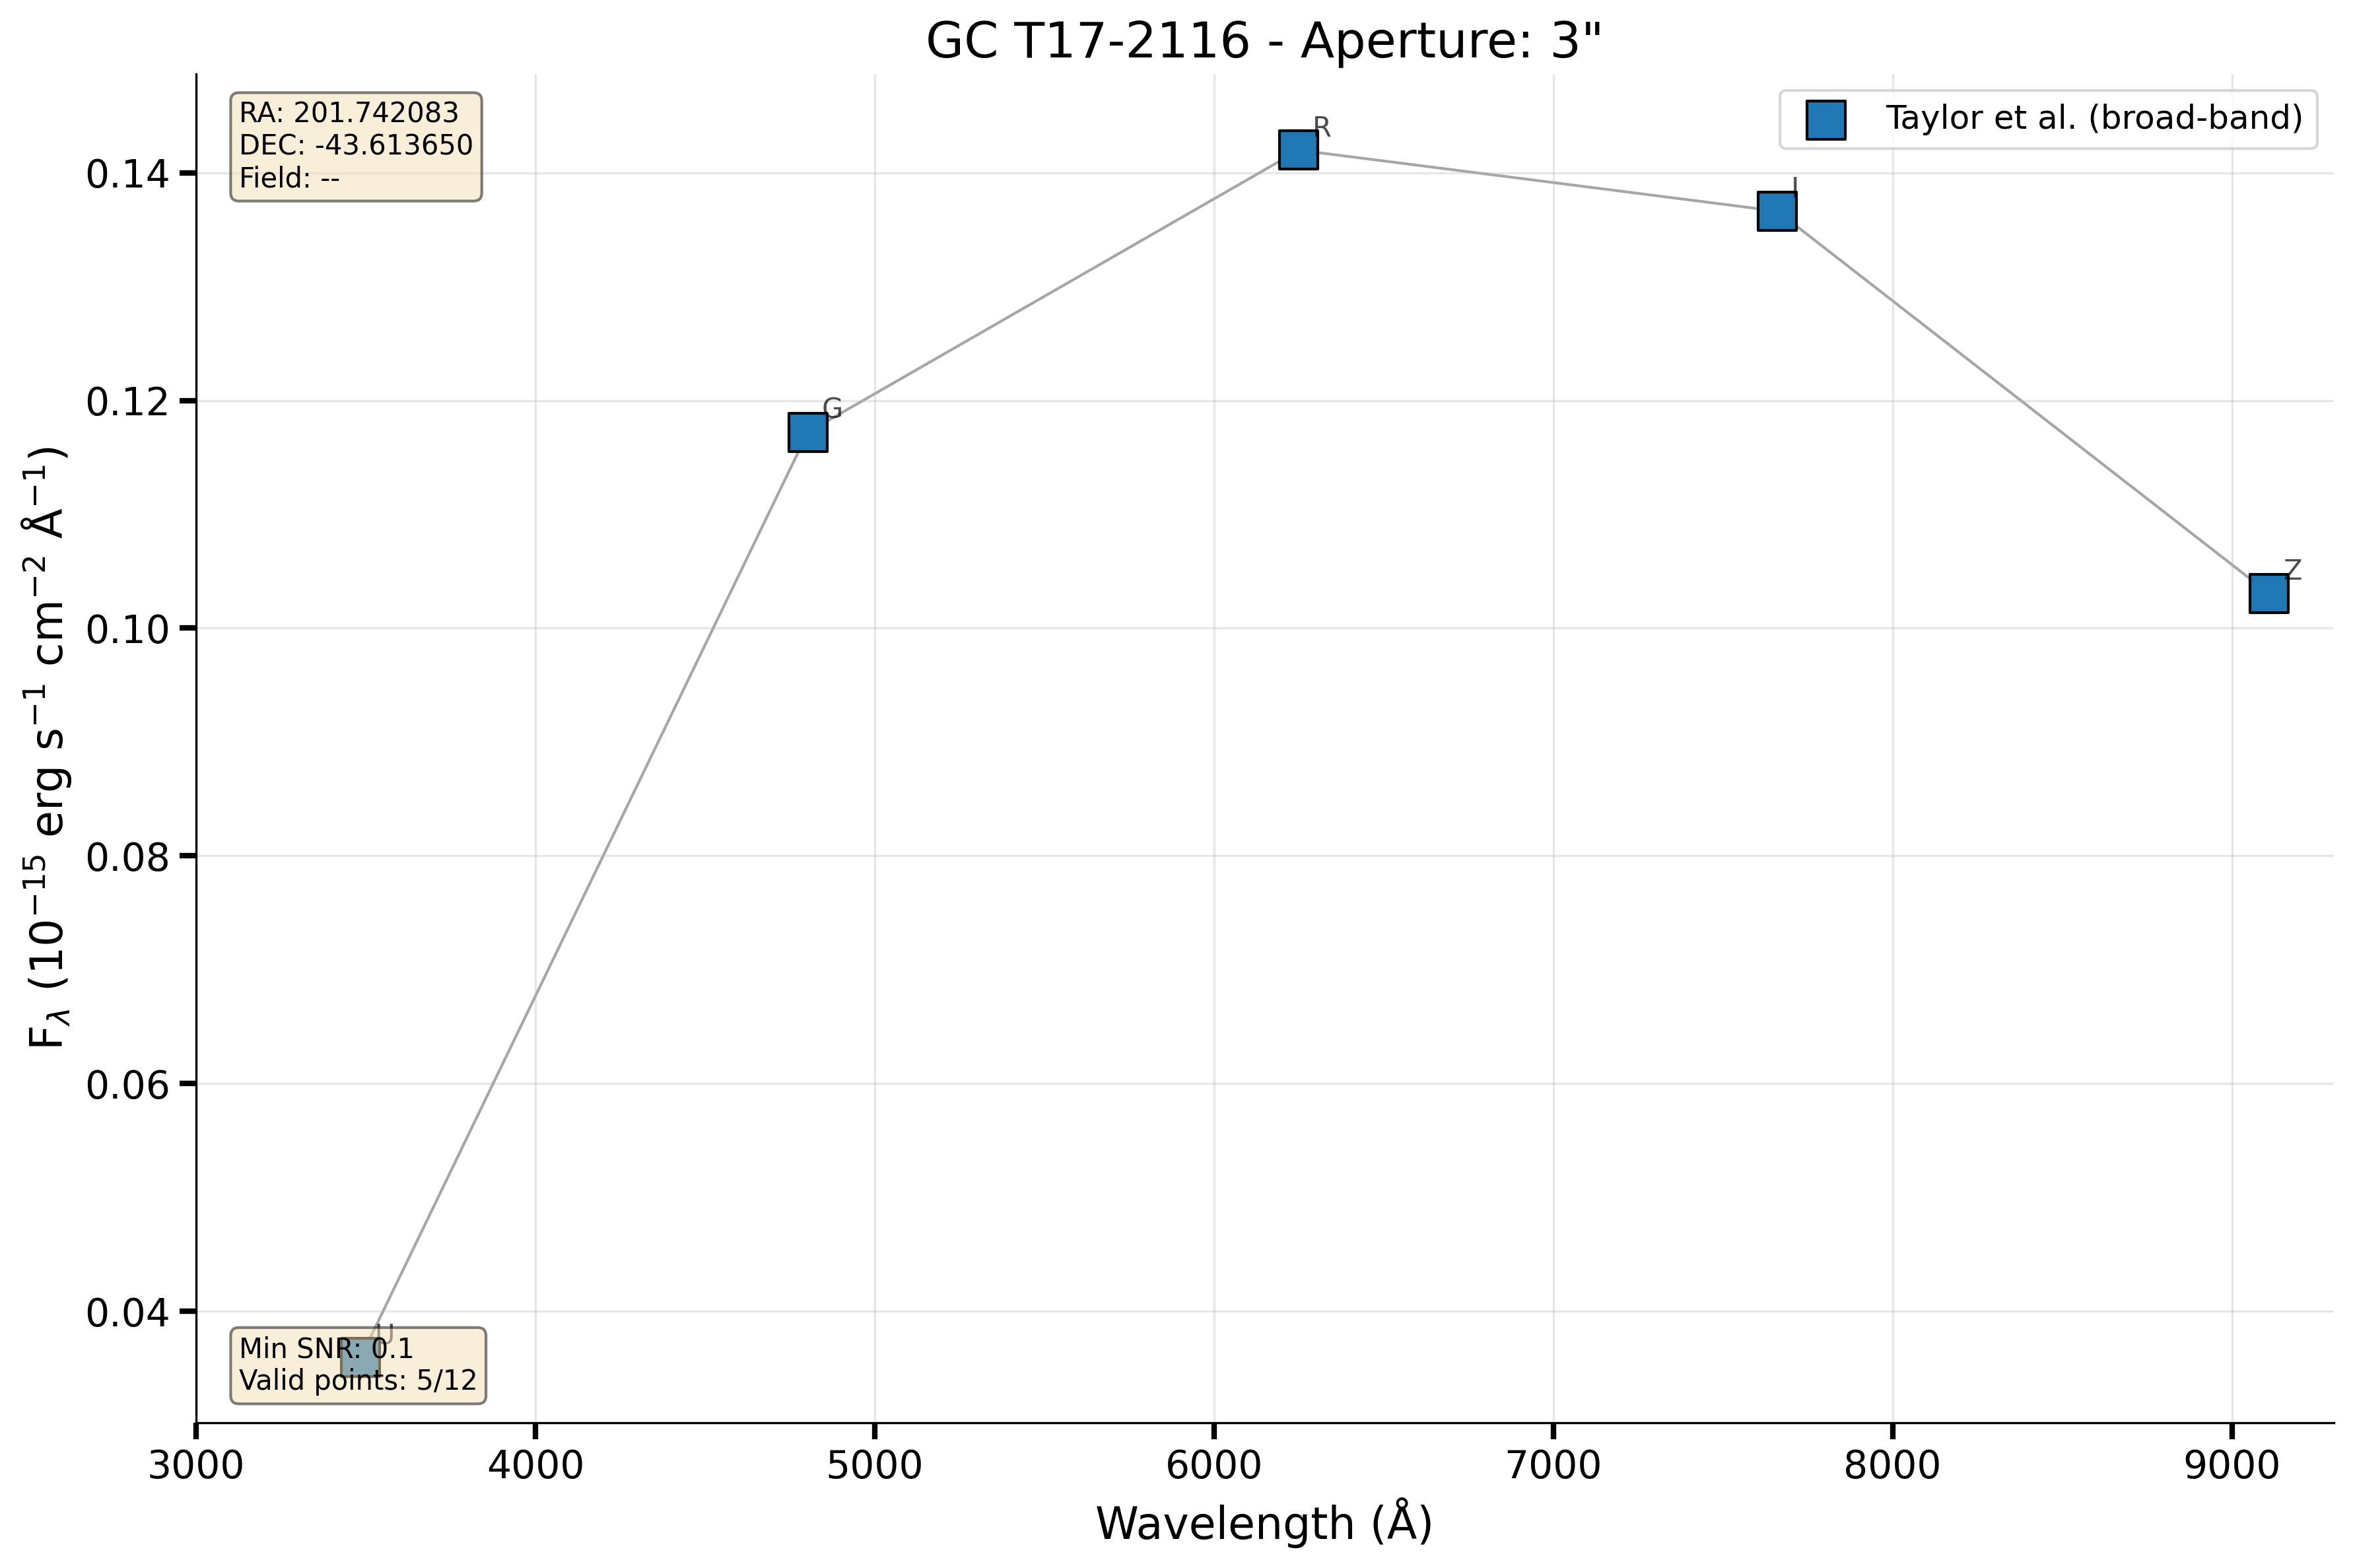 GC T17-2116 - Aperture: 3"
RA: 201.742083
DEC: -43.613650
Field: --
Taylor et al. (broad-band)
R
I
G
Z
U
0.14
0.12
0.10
0.08
0.06
0.04
F_λ (10⁻¹⁵ erg s⁻¹ cm⁻² Å⁻¹)
Min SNR: 0.1
Valid points: 5/12
3000 4000 5000 6000 7000 8000 9000
Wavelength (Å)